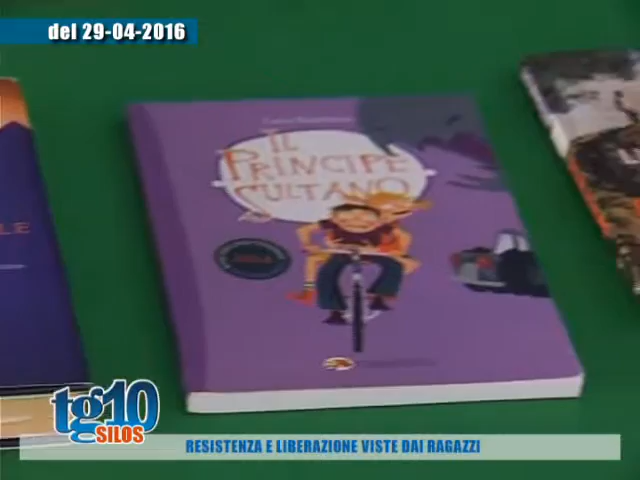 del 29-04-2016
IL
PRINCIPE
SULTANO
tg10
SILOS
RESISTENZA E LIBERAZIONE VISTE DAI RAGAZZI